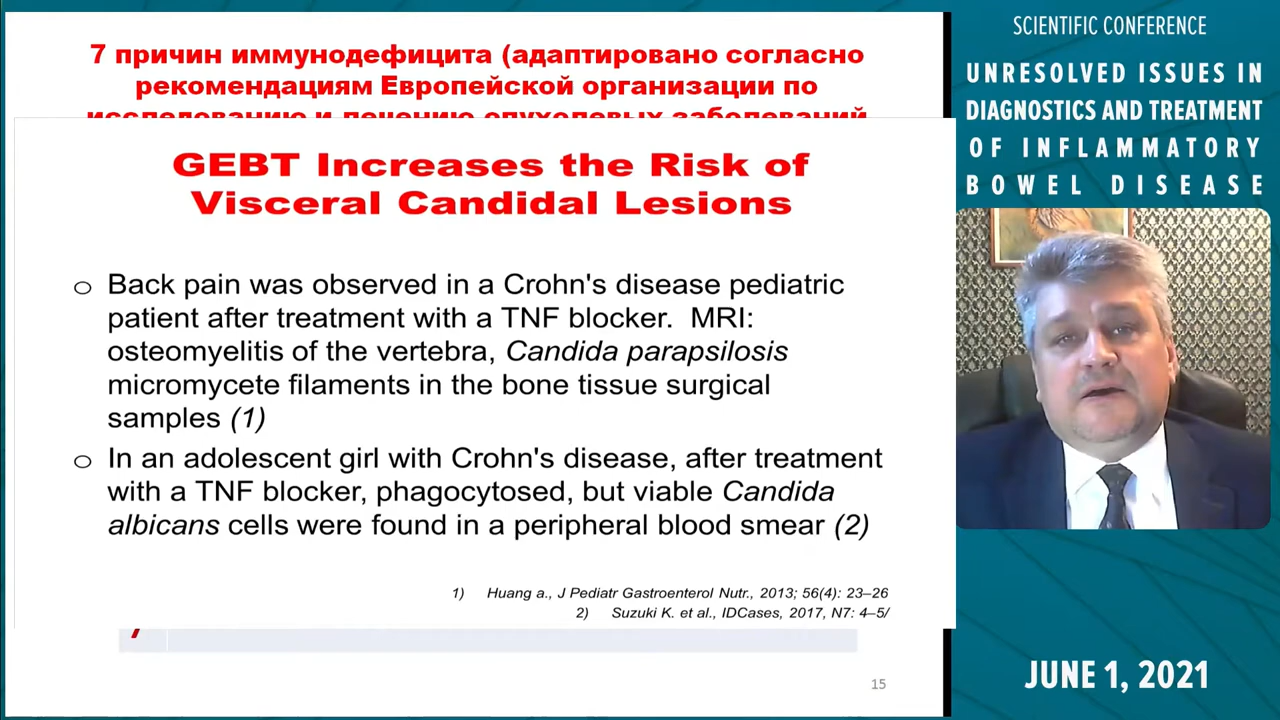 7 причин иммунодефицита (адаптировано согласно
рекомендациям Европейской организации по
исследованию и лечению опухолевых заболеваний
GEBT Increases the Risk of
Visceral Candidal Lesions
Back pain was observed in a Crohn's disease pediatric
patient after treatment with a TNF blocker. MRI:
osteomyelitis of the vertebra, Candida parapsilosis
micromycete filaments in the bone tissue surgical
samples (1)
In an adolescent girl with Crohn's disease, after treatment
with a TNF blocker, phagocytosed, but viable Candida
albicans cells were found in a peripheral blood smear (2)
1) Huang a., J Pediatr Gastroenterol Nutr., 2013; 56(4): 23–26
2) Suzuki K. et al., IDCases, 2017, N7: 4–5/
15
SCIENTIFIC CONFERENCE
UNRESOLVED ISSUES IN
DIAGNOSTICS AND TREATMENT
OF INFLAMMATORY
BOWEL DISEASE
JUNE 1, 2021